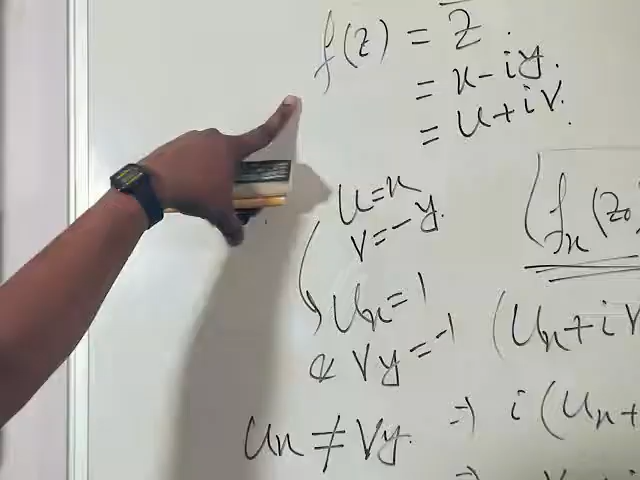 f(z) = z̅.
= x - iy.
= u + iv.
u = x
v = -y.
(f_x(z_0)
u_x = 1
& v_y = -1
(u_x + iv
u_x ≠ v_y.
⇒ i(u_x +
⇒